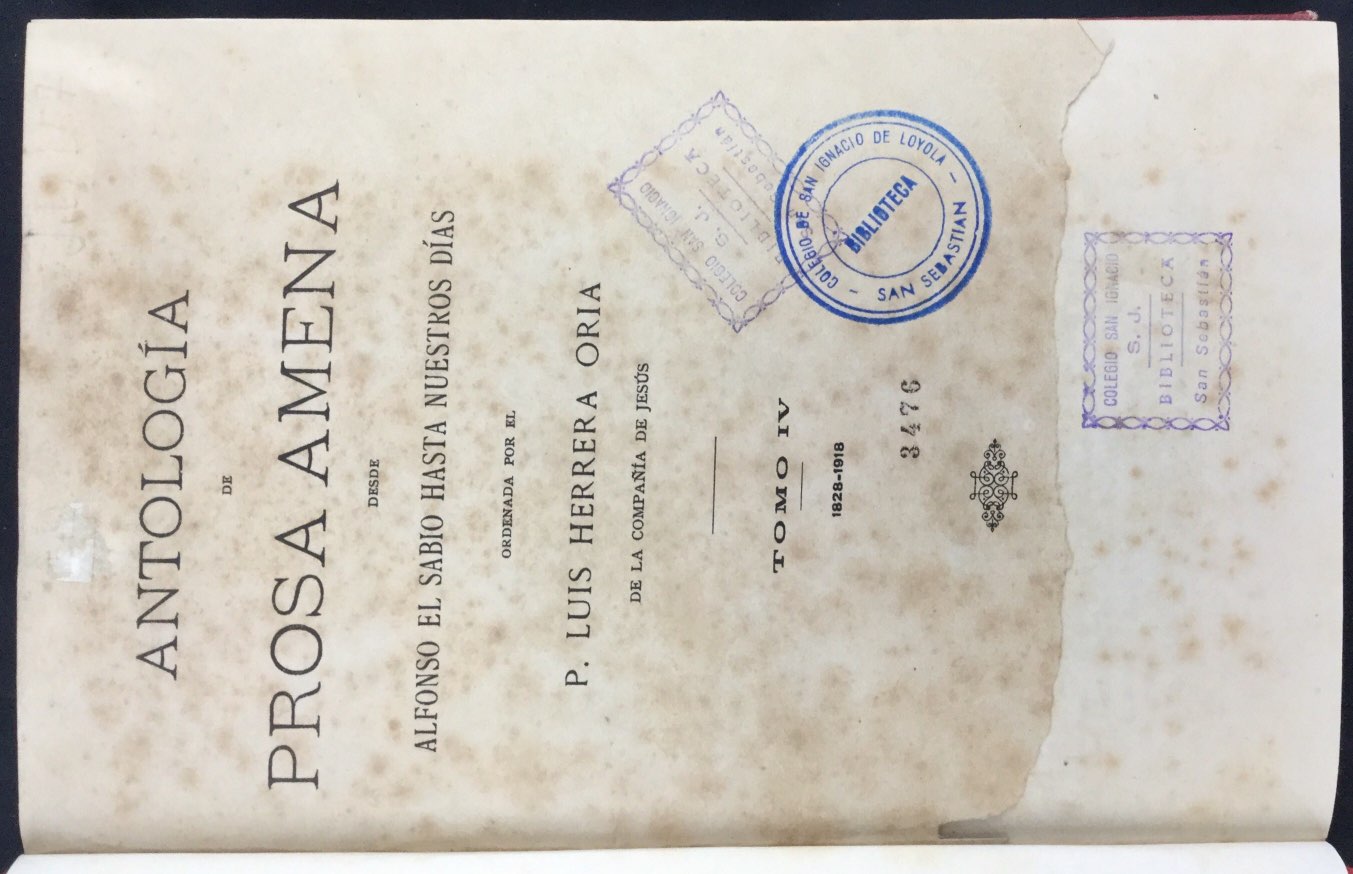 ANTOLOGÍA
DE
PROSA AMENA
DESDE
ALFONSO EL SABIO HASTA NUESTROS DÍAS
ORDENADA POR EL
P. LUIS HERRERA ORIA
DE LA COMPAÑÍA DE JESÚS
COLEGIO SAN IGNACIO
S. J.
BIBLIOTECA
San Sebastián
COLEGIO DE SAN IGNACIO DE LOYOLA
BIBLIOTECA
— SAN SEBASTIAN —
TOMO IV
1828-1918
3476
COLEGIO SAN IGNACIO
S. J.
BIBLIOTECA
San Sebastián